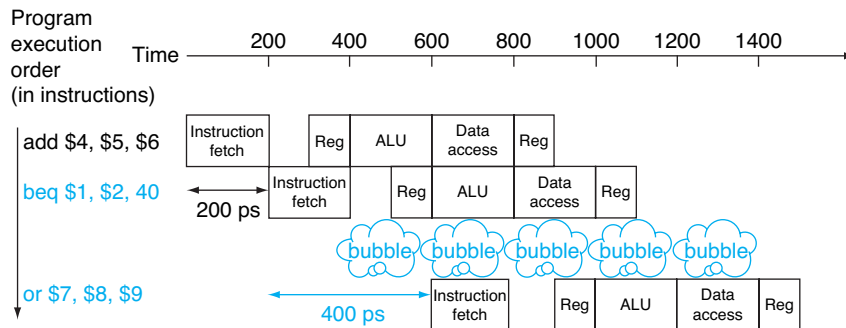 Program
execution
order
(in instructions)
Time
200 400 600 800 1000 1200 1400
add $4, $5, $6
Instruction
fetch
Reg
ALU
Data
access
Reg
beq $1, $2, 40
200 ps
Instruction
fetch
Reg
ALU
Data
access
Reg
bubble bubble bubble bubble bubble
or $7, $8, $9
400 ps
Instruction
fetch
Reg
ALU
Data
access
Reg